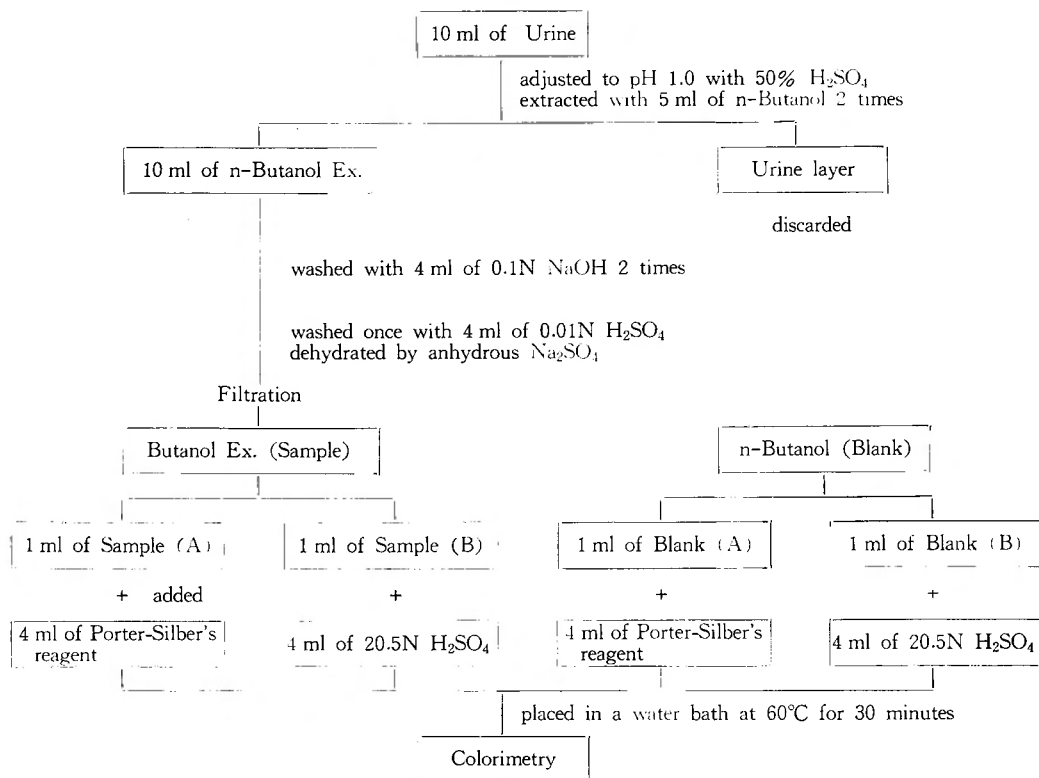 10 ml of Urine
adjusted to pH 1.0 with 50% H₂SO₄
extracted with 5 ml of n-Butanol 2 times
10 ml of n-Butanol Ex.
Urine layer
discarded
washed with 4 ml of 0.1N NaOH 2 times
washed once with 4 ml of 0.01N H₂SO₄
dehydrated by anhydrous Na₂SO₄
Filtration
Butanol Ex. (Sample)
n-Butanol (Blank)
1 ml of Sample (A)
1 ml of Sample (B)
1 ml of Blank (A)
1 ml of Blank (B)
+ added
+
+
+
4 ml of Porter-Silber's
reagent
4 ml of 20.5N H₂SO₄
4 ml of Porter-Silber's
reagent
4 ml of 20.5N H₂SO₄
placed in a water bath at 60℃ for 30 minutes
Colorimetry